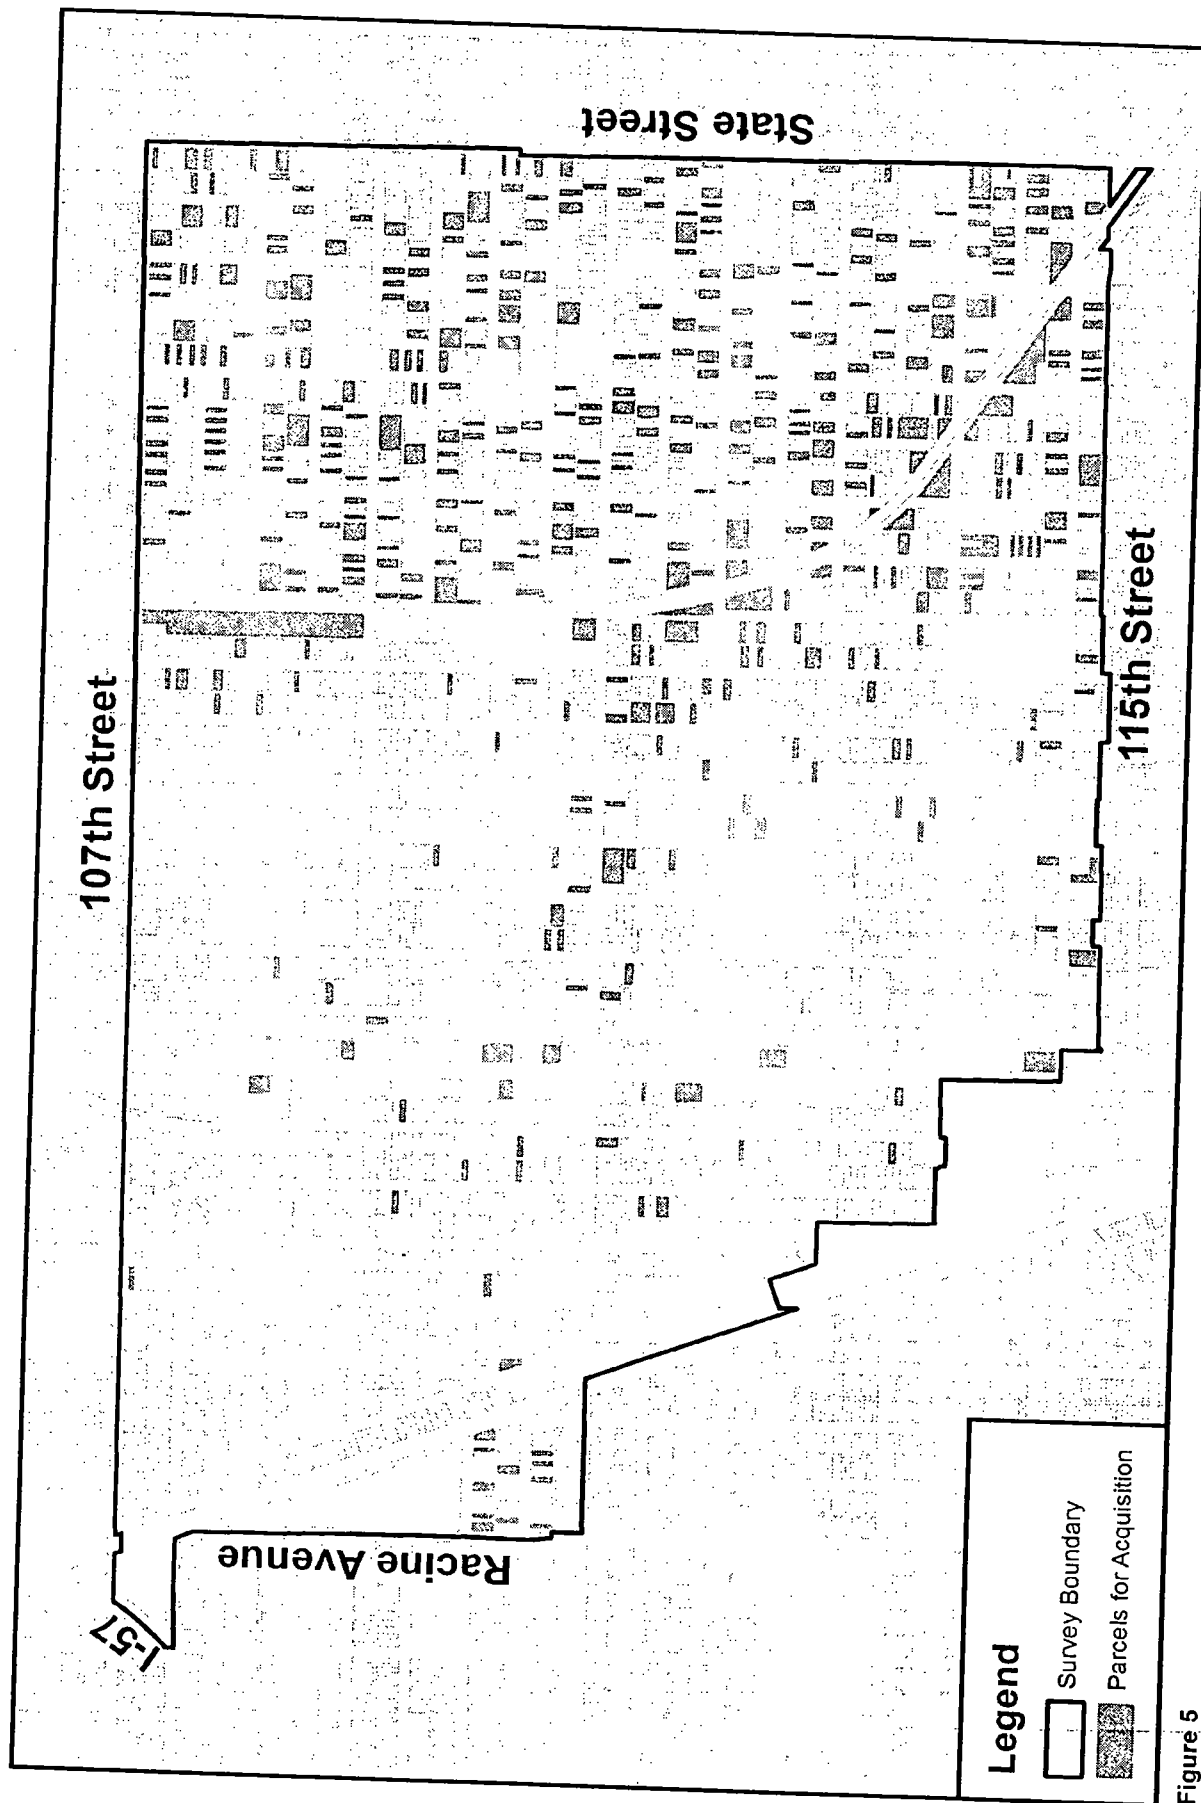 107th Street
State Street
I-57
Racine Avenue
115th Street
Legend
Survey Boundary
Parcels for Acquisition
Figure 5